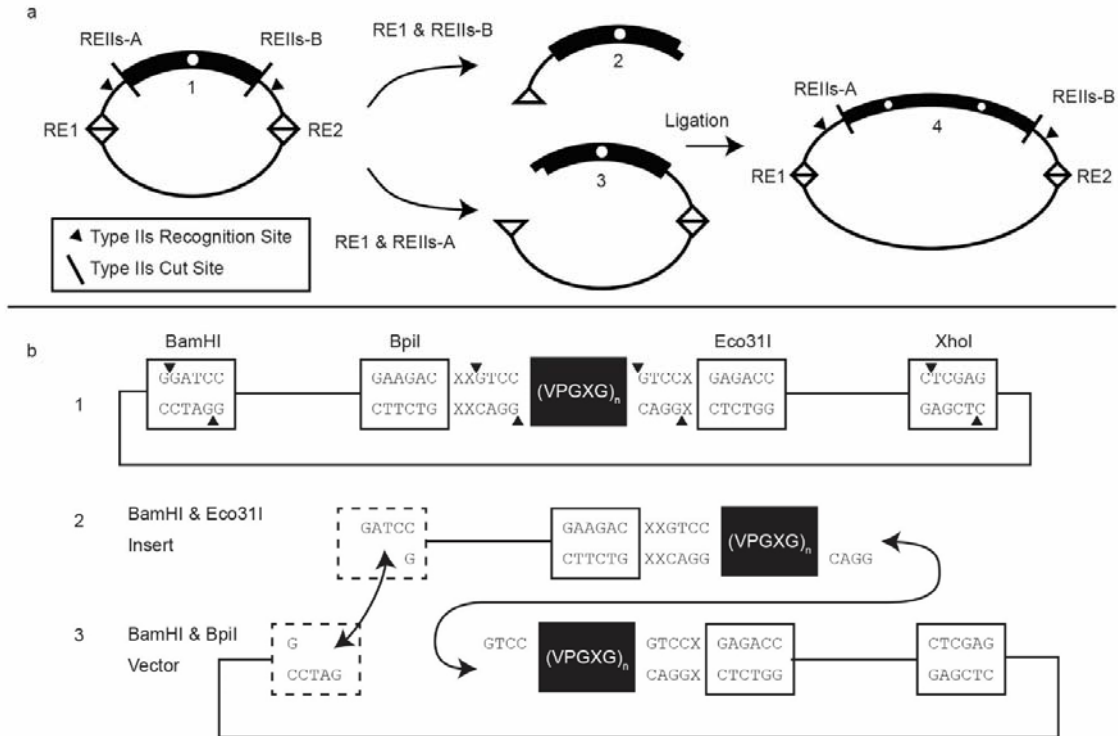 a
REIIs-A
REIIs-B
1
RE1
RE2
Type IIs Recognition Site
Type IIs Cut Site
RE1 & REIIs-B
2
3
RE1 & REIIs-A
Ligation
REIIs-A
REIIs-B
4
RE1
RE2
b
BamHI BpiI Eco31I XhoI
1
GGATCC GAAGAC XXGTCC GTCCX GAGACC CTCGAG
(VPGXG)n
CCTAGG CTTCTG XXCAGG CAGGX CTCTGG GAGCTC
2 BamHI & Eco31I
Insert
GATCC GAAGAC XXGTCC
(VPGXG)n
G CTTCTG XXCAGG CAGG
3 BamHI & BpiI
Vector
G GTCC GTCCX GAGACC CTCGAG
(VPGXG)n
CCTAG CAGGX CTCTGG GAGCTC